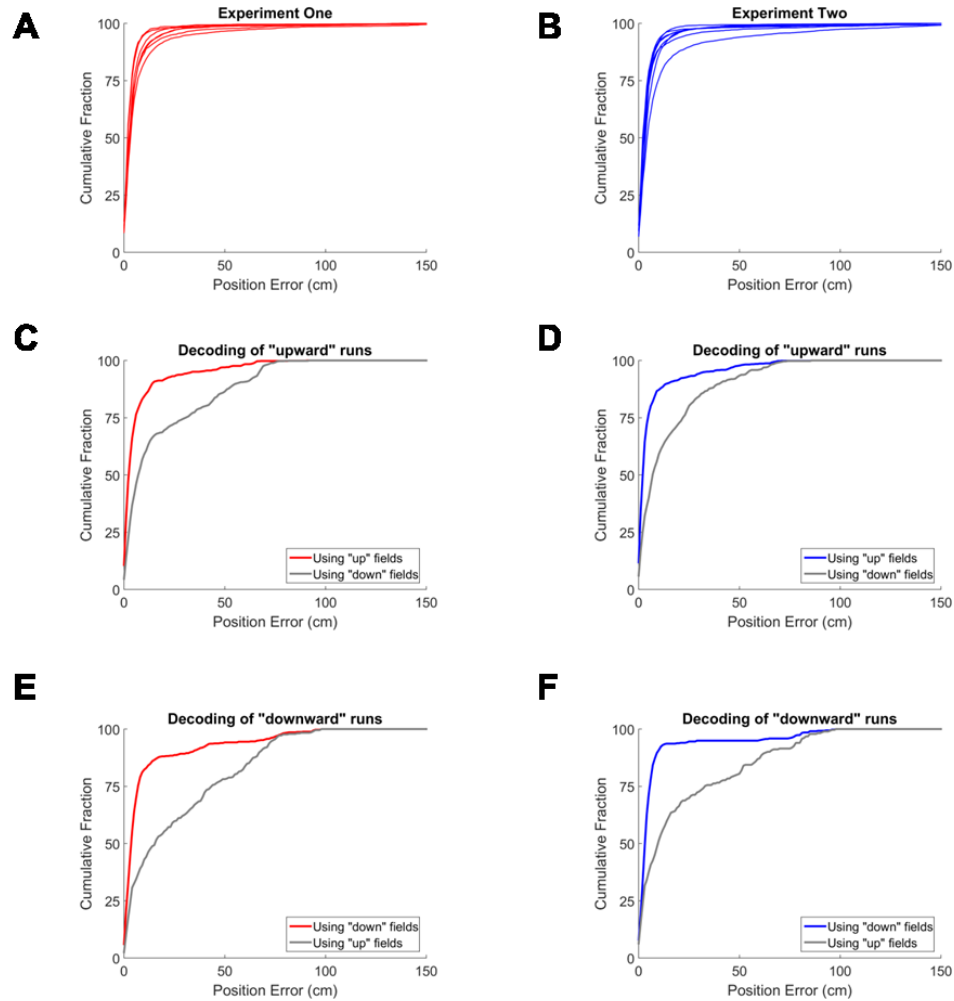 A
Experiment One
100
75
50
25
0
Cumulative Fraction
0 50 100 150
Position Error (cm)
B
Experiment Two
100
75
50
25
0
Cumulative Fraction
0 50 100 150
Position Error (cm)
C
Decoding of "upward" runs
100
75
50
25
0
Cumulative Fraction
Using "up" fields
Using "down" fields
0 50 100 150
Position Error (cm)
D
Decoding of "upward" runs
100
75
50
25
0
Cumulative Fraction
Using "up" fields
Using "down" fields
0 50 100 150
Position Error (cm)
E
Decoding of "downward" runs
100
75
50
25
0
Cumulative Fraction
Using "down" fields
Using "up" fields
0 50 100 150
Position Error (cm)
F
Decoding of "downward" runs
100
75
50
25
0
Cumulative Fraction
Using "down" fields
Using "up" fields
0 50 100 150
Position Error (cm)